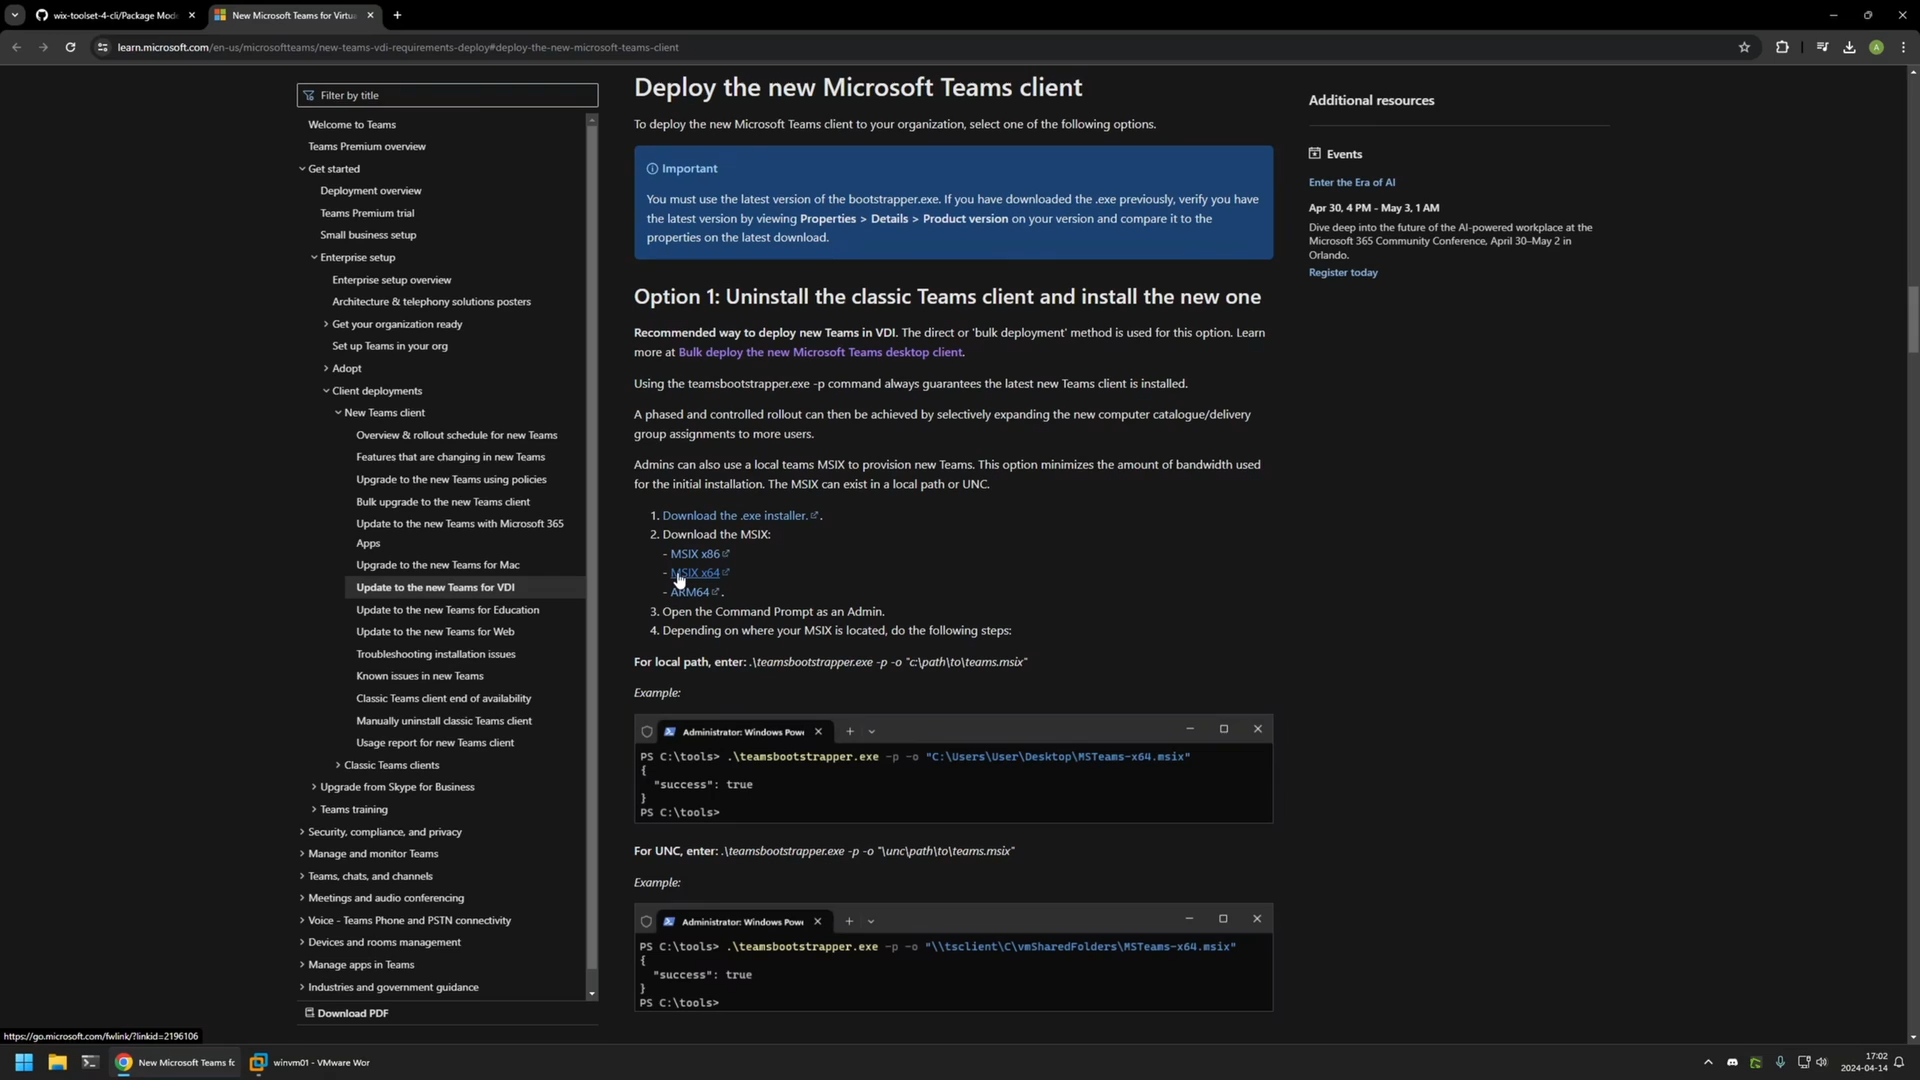 wix-toolset-4-cli/Package Mod
New Microsoft Teams for Virtua
learn.microsoft.com/en-us/microsoftteams/new-teams-vdi-requirements-deploy#deploy-the-new-microsoft-teams-client
A
Filter by title
Welcome to Teams
Teams Premium overview
Get started
Deployment overview
Teams Premium trial
Small business setup
Enterprise setup
Enterprise setup overview
Architecture & telephony solutions posters
Get your organization ready
Set up Teams in your org
Adopt
Client deployments
New Teams client
Overview & rollout schedule for new Teams
Features that are changing in new Teams
Upgrade to the new Teams using policies
Bulk upgrade to the new Teams client
Update to the new Teams with Microsoft 365
Apps
Upgrade to the new Teams for Mac
Update to the new Teams for VDI
Update to the new Teams for Education
Update to the new Teams for Web
Troubleshooting installation issues
Known issues in new Teams
Classic Teams client end of availability
Manually uninstall classic Teams client
Usage report for new Teams client
Classic Teams clients
Upgrade from Skype for Business
Teams training
Security, compliance, and privacy
Manage and monitor Teams
Teams, chats, and channels
Meetings and audio conferencing
Voice - Teams Phone and PSTN connectivity
Devices and rooms management
Manage apps in Teams
Industries and government guidance
Download PDF
Deploy the new Microsoft Teams client
To deploy the new Microsoft Teams client to your organization, select one of the following options.
Important
You must use the latest version of the bootstrapper.exe. If you have downloaded the .exe previously, verify you have
the latest version by viewing Properties > Details > Product version on your version and compare it to the
properties on the latest download.
Option 1: Uninstall the classic Teams client and install the new one
Recommended way to deploy new Teams in VDI. The direct or 'bulk deployment' method is used for this option. Learn
more at Bulk deploy the new Microsoft Teams desktop client.
Using the teamsbootstrapper.exe -p command always guarantees the latest new Teams client is installed.
A phased and controlled rollout can then be achieved by selectively expanding the new computer catalogue/delivery
group assignments to more users.
Admins can also use a local teams MSIX to provision new Teams. This option minimizes the amount of bandwidth used
for the initial installation. The MSIX can exist in a local path or UNC.
1. Download the .exe installer. .
2. Download the MSIX:
- MSIX x86
- MSIX x64
- ARM64 .
3. Open the Command Prompt as an Admin.
4. Depending on where your MSIX is located, do the following steps:
For local path, enter: .\teamsbootstrapper.exe -p -o "c:\path\to\teams.msix"
Example:
Administrator: Windows Powe
PS C:\tools> .\teamsbootstrapper.exe -p -o "C:\Users\User\Desktop\MSTeams-x64.msix"
{
"success": true
}
PS C:\tools>
For UNC, enter: .\teamsbootstrapper.exe -p -o "\unc\path\to\teams.msix"
Example:
Administrator: Windows Powe
PS C:\tools> .\teamsbootstrapper.exe -p -o "\\tsclient\C\vmSharedFolders\MSTeams-x64.msix"
{
"success": true
}
PS C:\tools>
Additional resources
Events
Enter the Era of AI
Apr 30, 4 PM - May 3, 1 AM
Dive deep into the future of the AI-powered workplace at the
Microsoft 365 Community Conference, April 30–May 2 in
Orlando.
Register today
https://go.microsoft.com/fwlink/?linkid=2196106
New Microsoft Teams fc
winvm01 - VMware Wor
17:02
2024-04-14